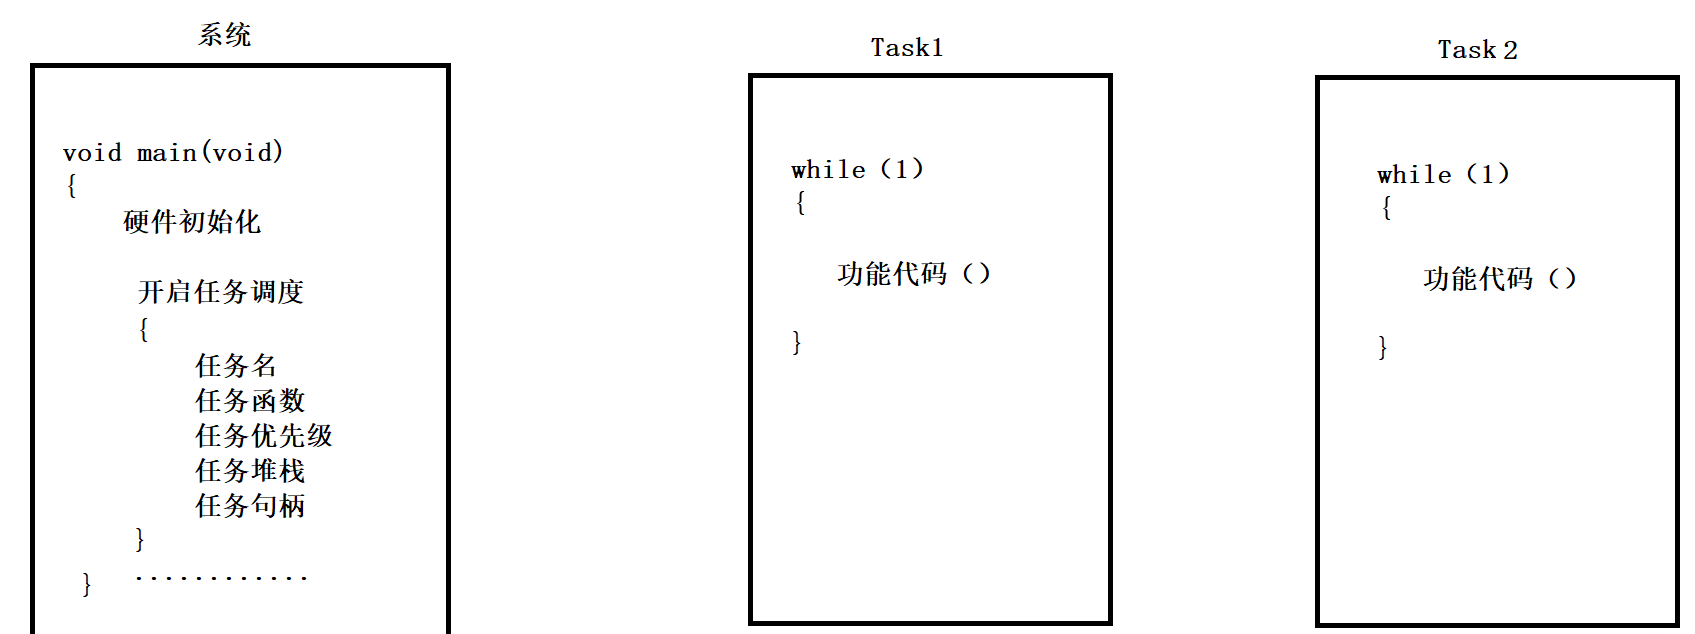 系统
void main(void)
{
硬件初始化
开启任务调度
{
任务名
任务函数
任务优先级
任务堆栈
任务句柄
}
}  ............
Task1
while（1）
{
功能代码（）
}
Task 2
while（1）
{
功能代码（）
}